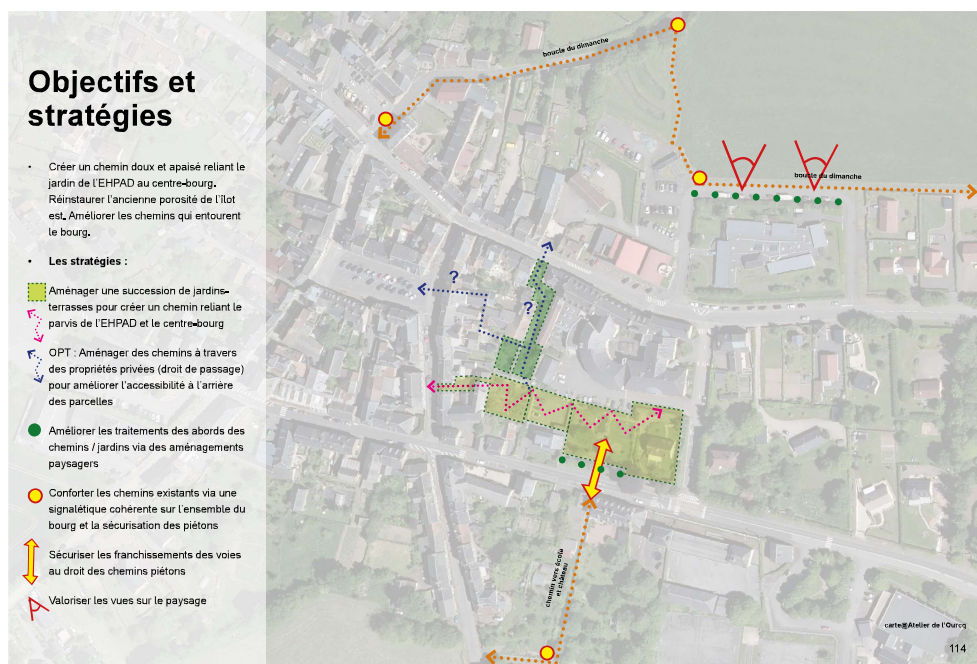 Objectifs et
stratégies
• Créer un chemin doux et apaisé reliant le
jardin de l'EHPAD au centre-bourg.
Réinstaurer l'ancienne porosité de l'îlot
est. Améliorer les chemins qui entourent
le bourg.
• Les stratégies :
Aménager une succession de jardins-
terrasses pour créer un chemin reliant le
parvis de l'EHPAD et le centre-bourg
OPT : Aménager des chemins à travers
des propriétés privées (droit de passage)
pour améliorer l'accessibilité à l'arrière
des parcelles
Améliorer les traitements des abords des
chemins / jardins via des aménagements
paysagers
Conforter les chemins existants via une
signalétique cohérente sur l'ensemble du
bourg et la sécurisation des piétons
Sécuriser les franchissements des voies
au droit des chemins piétons
Valoriser les vues sur le paysage
boucle du dimanche
boucle du dimanche
?
?
chemin vers école
et château
carte@Atelier de l'Ourcq
114